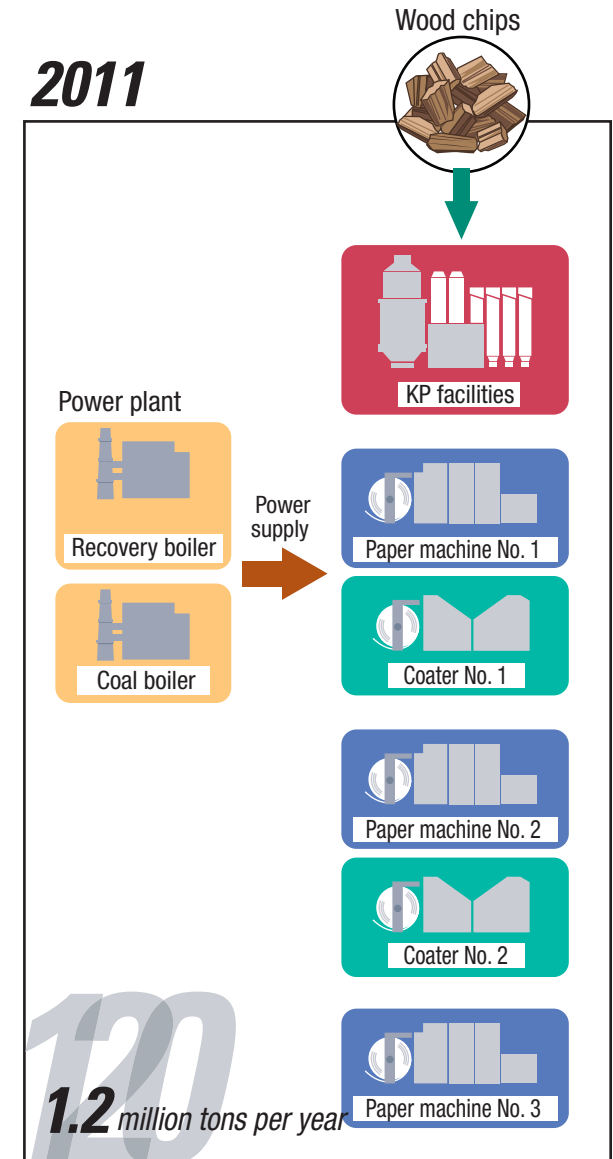 Wood chips
2011
KP facilities
Power plant
Recovery boiler
Power
supply
Paper machine No. 1
Coal boiler
Coater No. 1
Paper machine No. 2
Coater No. 2
120
1.2 million tons per year
Paper machine No. 3